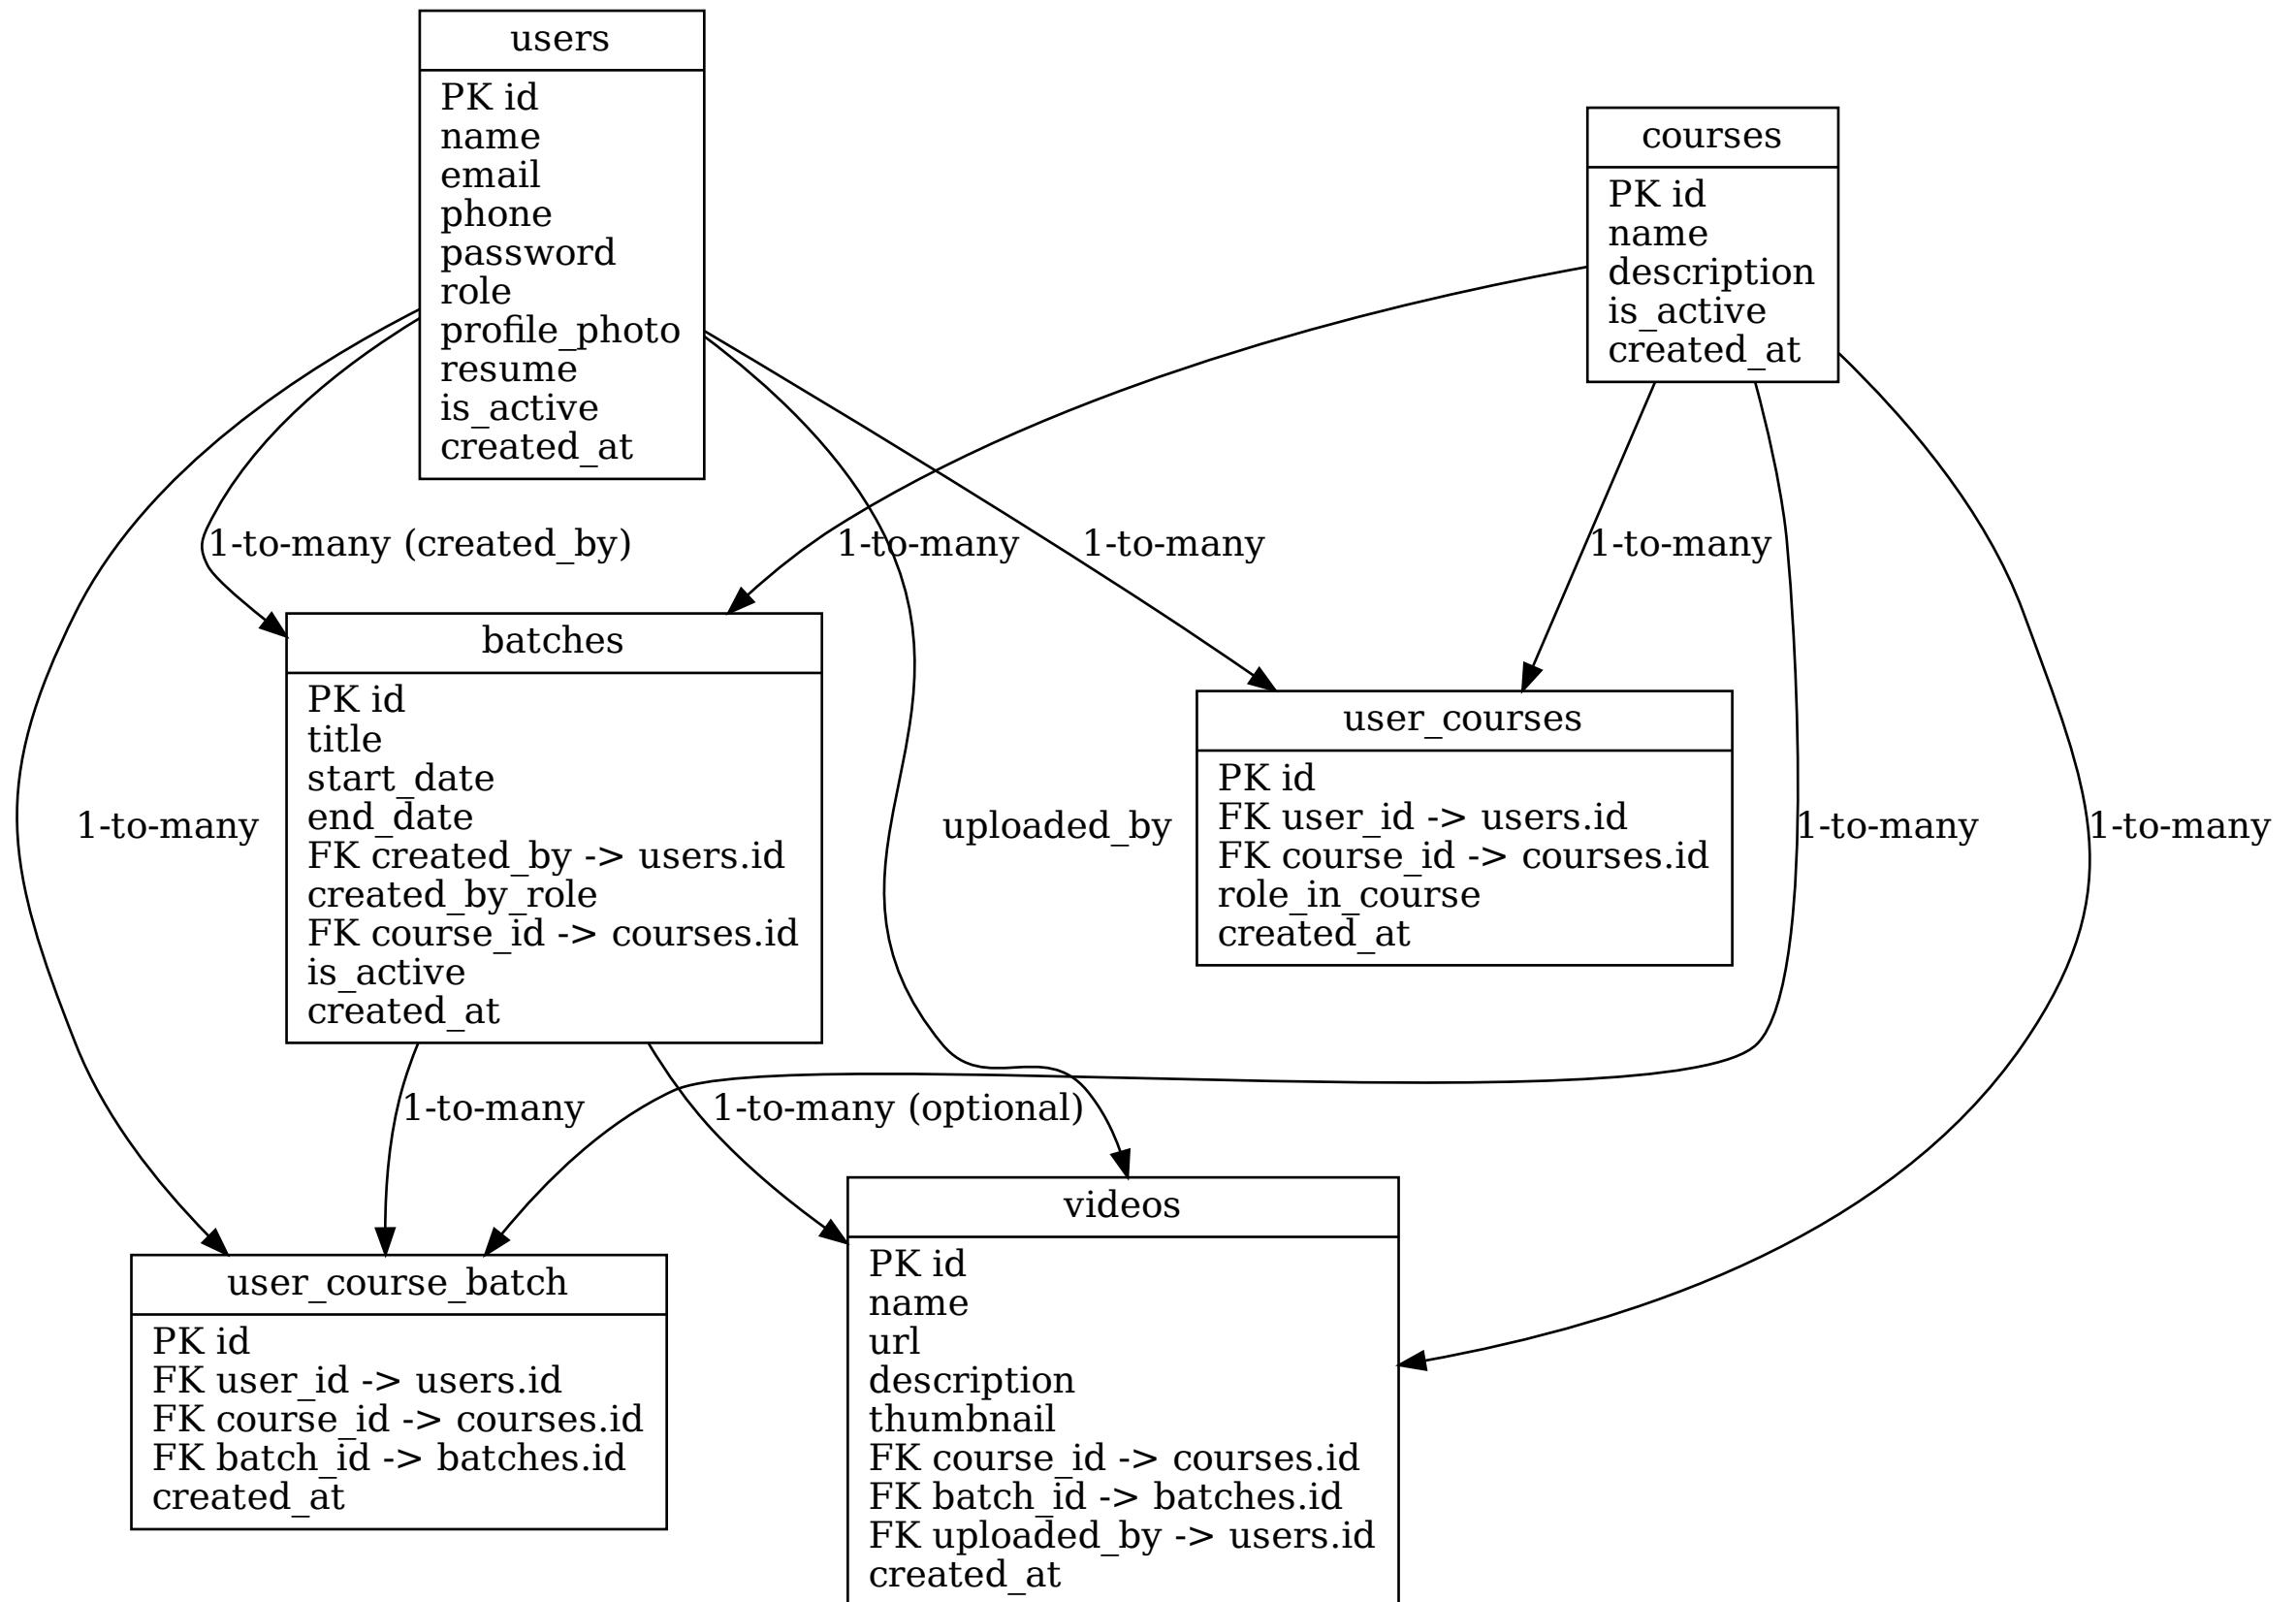 users
PK id
name
email
phone
password
role
profile_photo
resume
is_active
created_at
courses
PK id
name
description
is_active
created_at
1-to-many (created_by)
1-to-many
1-to-many
1-to-many
batches
PK id
title
start_date
end_date
FK created_by -> users.id
created_by_role
FK course_id -> courses.id
is_active
created_at
user_courses
PK id
FK user_id -> users.id
FK course_id -> courses.id
role_in_course
created_at
1-to-many
uploaded_by
1-to-many
1-to-many
1-to-many
1-to-many (optional)
user_course_batch
PK id
FK user_id -> users.id
FK course_id -> courses.id
FK batch_id -> batches.id
created_at
videos
PK id
name
url
description
thumbnail
FK course_id -> courses.id
FK batch_id -> batches.id
FK uploaded_by -> users.id
created_at